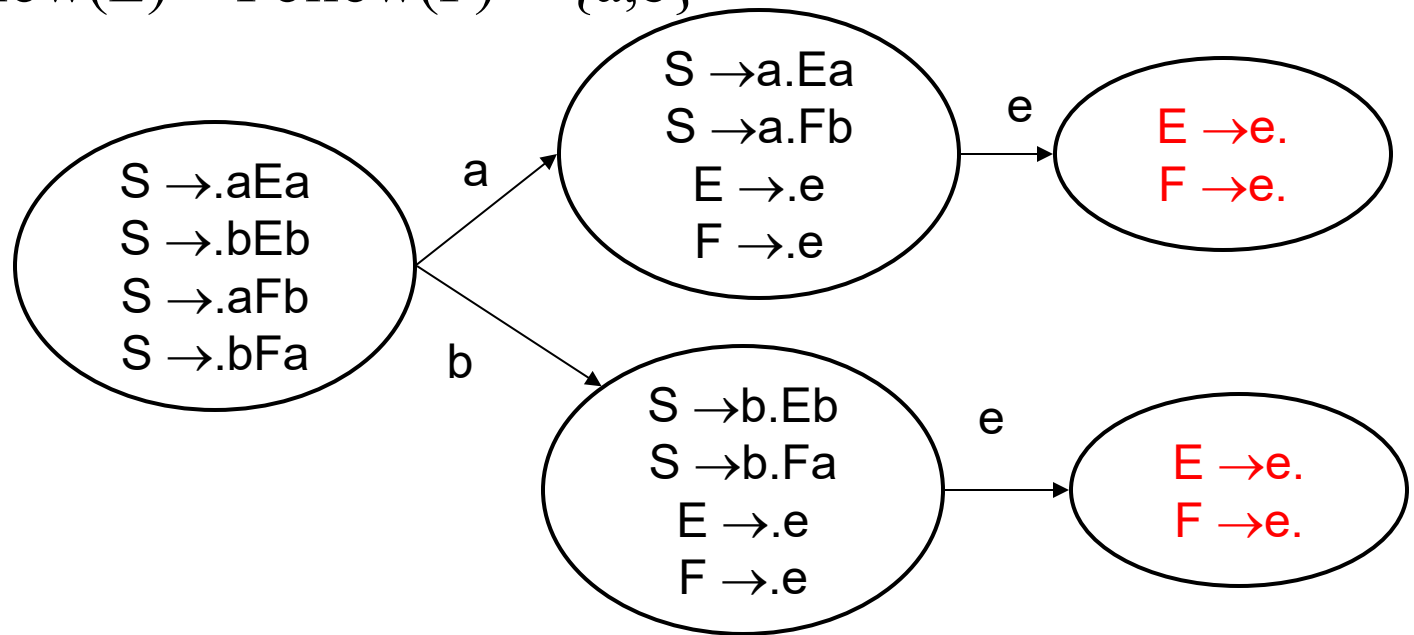 S →.aEa
S →.bEb
S →.aFb
S →.bFa
a
b
S →a.Ea
S →a.Fb
E →.e
F →.e
e
E →e.
F →e.
S →b.Eb
S →b.Fa
E →.e
F →.e
e
E →e.
F →e.